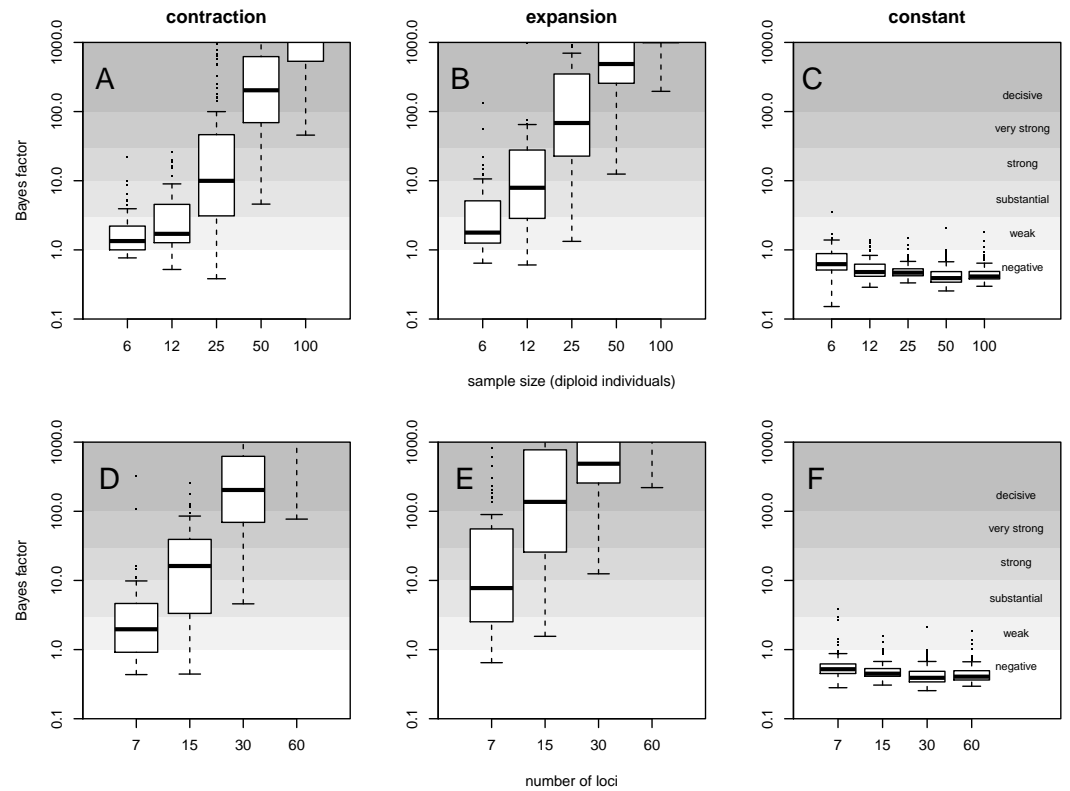 contraction
expansion
constant
Bayes factor
1000.0
100.0
10.0
1.0
0.1
A
6 12 25 50 100
1000.0
100.0
10.0
1.0
0.1
B
6 12 25 50 100
sample size (diploid individuals)
1000.0
100.0
10.0
1.0
0.1
C
decisive
very strong
strong
substantial
weak
negative
6 12 25 50 100
Bayes factor
1000.0
100.0
10.0
1.0
0.1
D
7 15 30 60
1000.0
100.0
10.0
1.0
0.1
E
7 15 30 60
number of loci
1000.0
100.0
10.0
1.0
0.1
F
decisive
very strong
strong
substantial
weak
negative
7 15 30 60